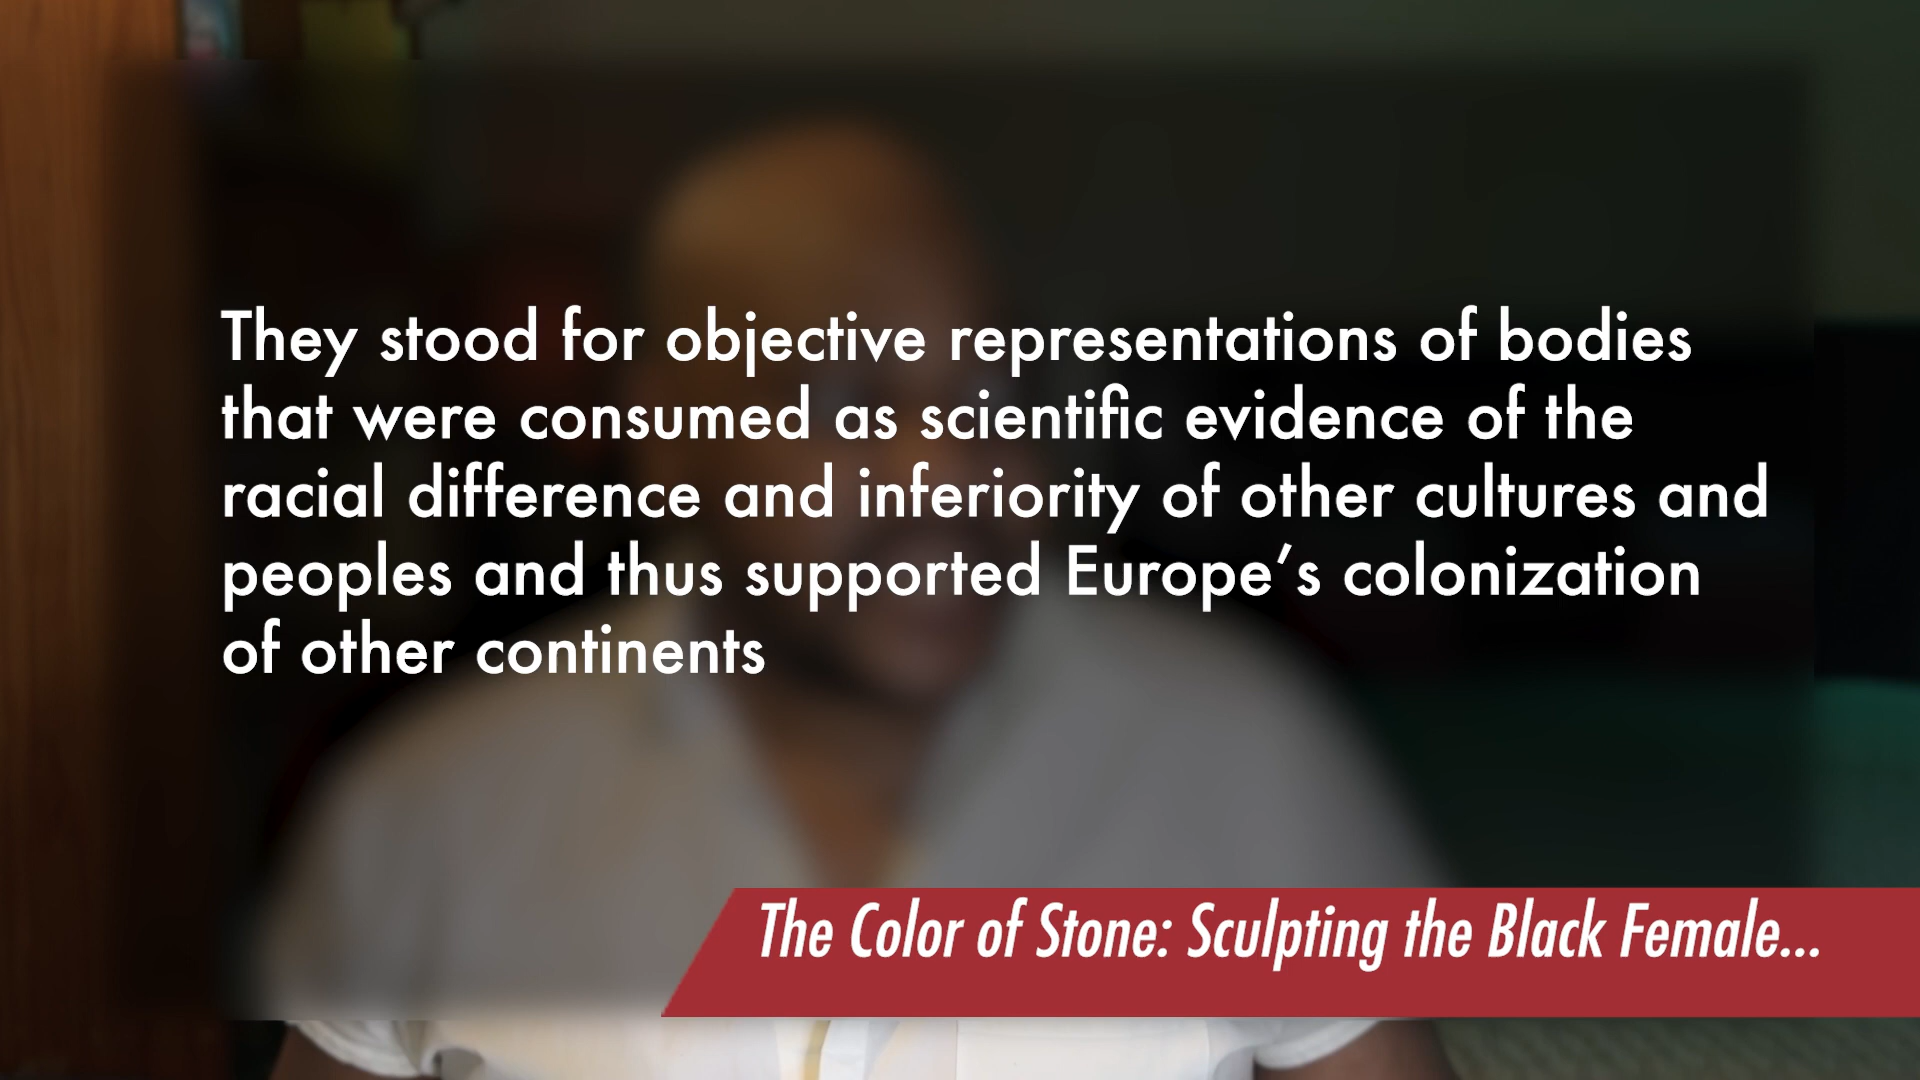 They stood for objective representations of bodies
that were consumed as scientific evidence of the
racial difference and inferiority of other cultures and
peoples and thus supported Europe’s colonization
of other continents
The Color of Stone: Sculpting the Black Female...